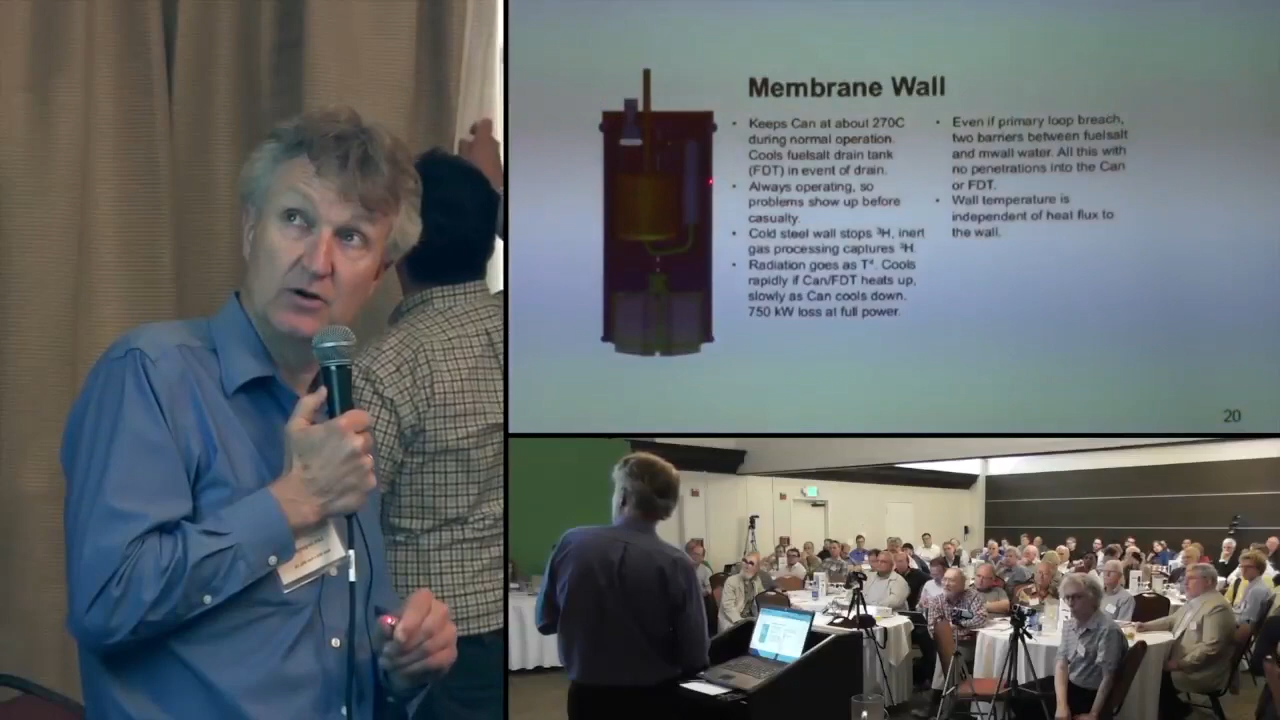 Membrane Wall
• Keeps Can at about 270C
during normal operation.
Cools fuelsalt drain tank
(FDT) in event of drain.
• Always operating, so
problems show up before
casualty.
• Cold steel wall stops ³H, inert
gas processing captures ³H.
• Radiation goes as T⁴. Cools
rapidly if Can/FDT heats up,
slowly as Can cools down.
750 kW loss at full power.
• Even if primary loop breach,
two barriers between fuelsalt
and mwall water. All this with
no penetrations into the Can
or FDT.
• Wall temperature is
independent of heat flux to
the wall.
20